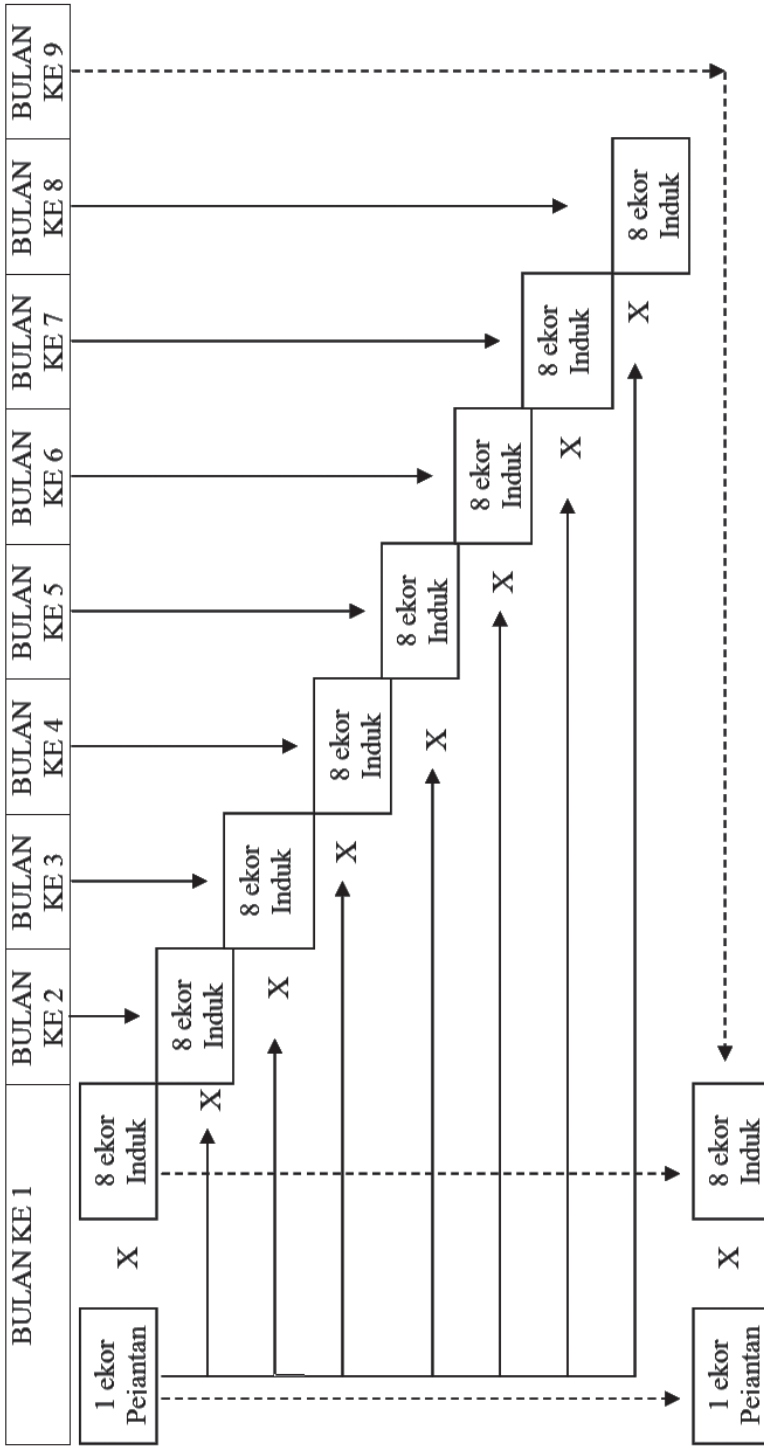 BULAN KE 1
BULAN
KE 2
BULAN
KE 3
BULAN
KE 4
BULAN
KE 5
BULAN
KE 6
BULAN
KE 7
BULAN
KE 8
BULAN
KE 9
1 ekor
Pejantan
X
8 ekor
Induk
X
8 ekor
Induk
X
8 ekor
Induk
X
8 ekor
Induk
X
8 ekor
Induk
X
8 ekor
Induk
X
8 ekor
Induk
X
8 ekor
Induk
1 ekor
Pejantan
X
8 ekor
Induk